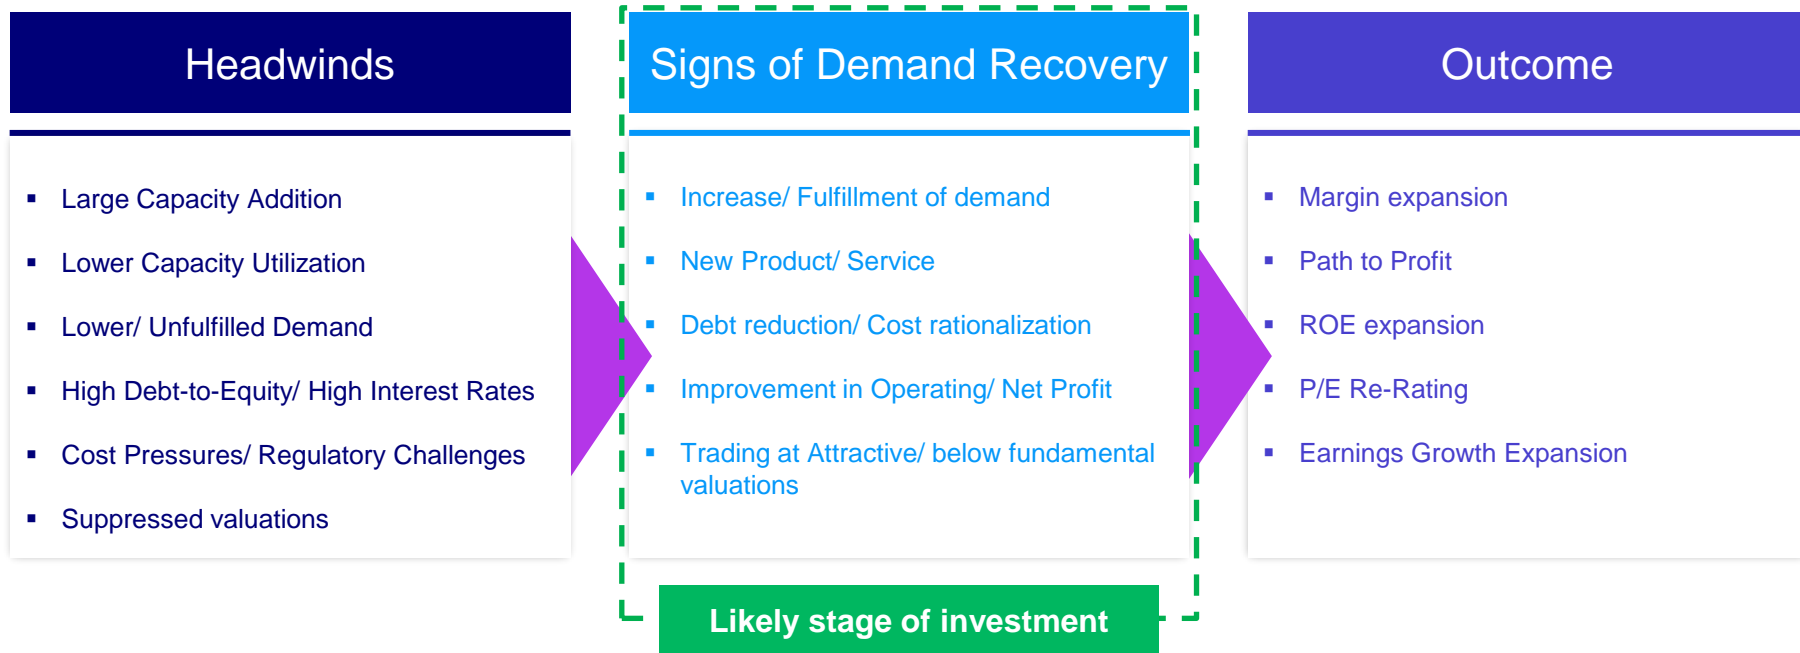 Headwinds
Large Capacity Addition
Lower Capacity Utilization
Lower/ Unfulfilled Demand
High Debt-to-Equity/ High Interest Rates
Cost Pressures/ Regulatory Challenges
Suppressed valuations
Signs of Demand Recovery
Increase/ Fulfillment of demand
New Product/ Service
Debt reduction/ Cost rationalization
Improvement in Operating/ Net Profit
Trading at Attractive/ below fundamental
valuations
Likely stage of investment
Outcome
Margin expansion
Path to Profit
ROE expansion
P/E Re-Rating
Earnings Growth Expansion